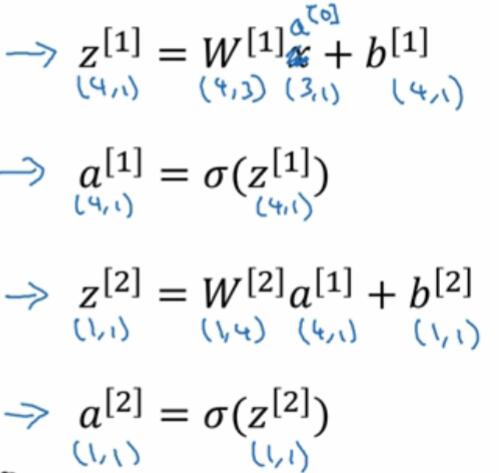 → z^[1] = W^[1] a^[0] + b^[1]
(4,1) (4,3) (3,1) (4,1)
→ a^[1] = σ(z^[1])
(4,1) (4,1)
→ z^[2] = W^[2]a^[1] + b^[2]
(1,1) (1,4) (4,1) (1,1)
→ a^[2] = σ(z^[2])
(1,1) (1,1)